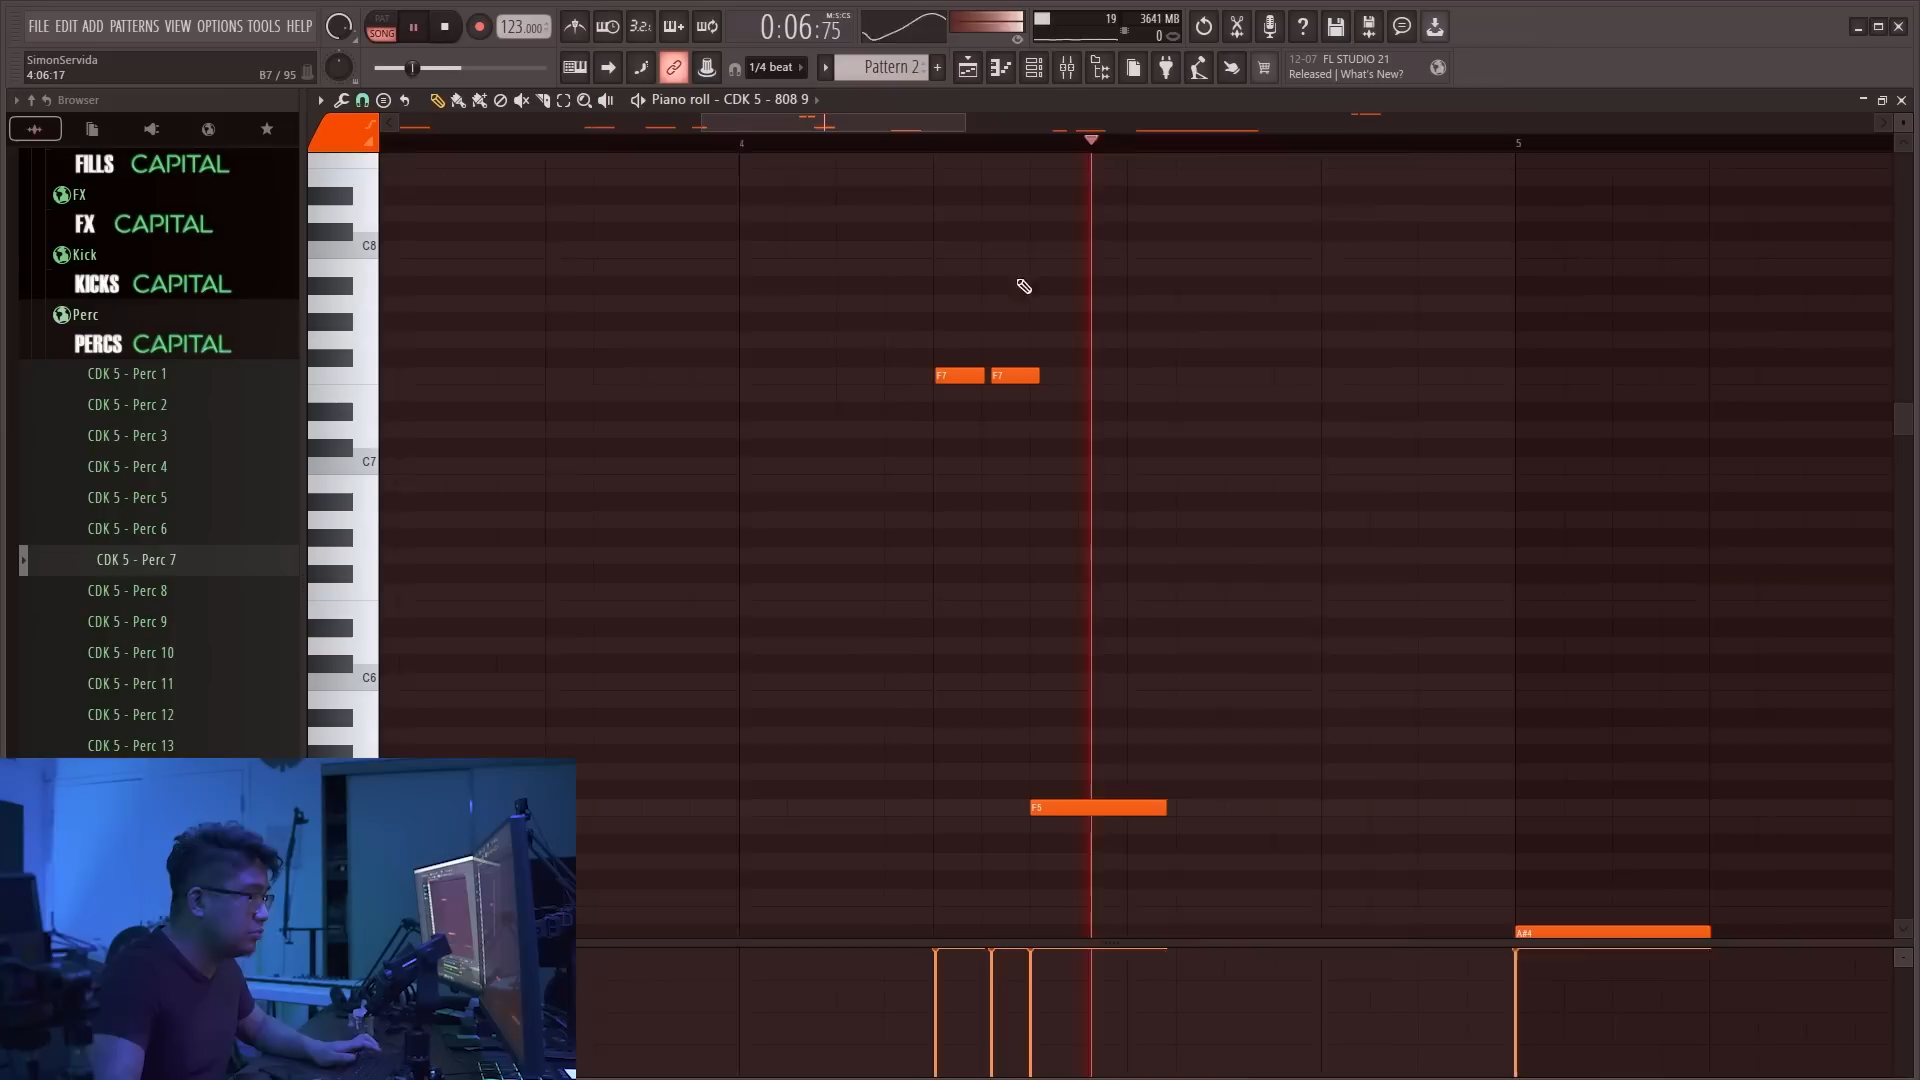 FILE EDIT ADD PATTERNS VIEW OPTIONS TOOLS HELP
PAT
SONG
123.000
3.2.
0:06:75
M:S:CS
19
3641 MB
0
SimonServida
4:06:17
B7 / 95
1/4 beat
Pattern 2
12-07 FL STUDIO 21
Released | What's New?
Browser
Piano roll - CDK 5 - 808 9
4
5
FILLS CAPITAL
FX
FX CAPITAL
Kick
KICKS CAPITAL
Perc
PERCS CAPITAL
CDK 5 - Perc 1
CDK 5 - Perc 2
CDK 5 - Perc 3
CDK 5 - Perc 4
CDK 5 - Perc 5
CDK 5 - Perc 6
CDK 5 - Perc 7
CDK 5 - Perc 8
CDK 5 - Perc 9
CDK 5 - Perc 10
CDK 5 - Perc 11
CDK 5 - Perc 12
CDK 5 - Perc 13
C8
C7
C6
F7
F7
F5
A#4